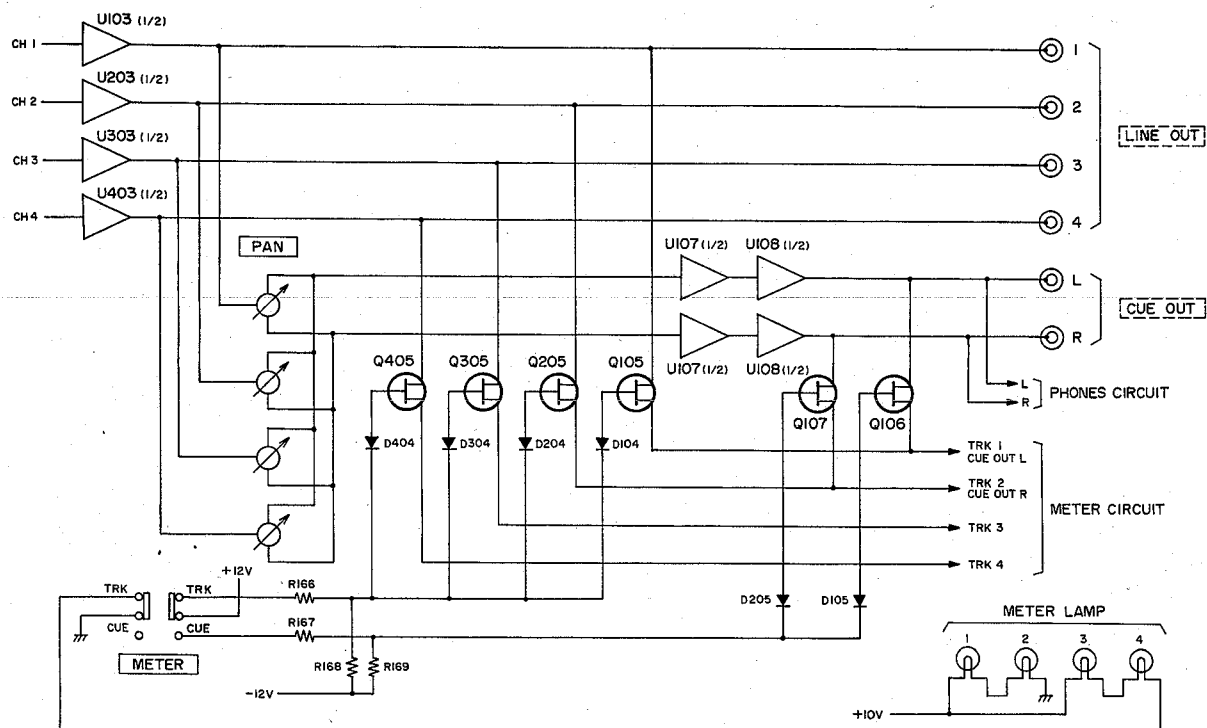 U103 (1/2)
CH 1
1
U203 (1/2)
CH 2
2
LINE OUT
U303 (1/2)
CH 3
3
U403 (1/2)
CH 4
4
PAN
U107 (1/2) U108 (1/2)
L
CUE OUT
R
Q405 Q305 Q205 Q105
U107 (1/2) U108 (1/2)
L
R
PHONES CIRCUIT
Q107 Q106
D404 D304 D204 D104
TRK 1
CUE OUT L
TRK 2
CUE OUT R
METER CIRCUIT
TRK 3
TRK 4
+12V
TRK TRK R166
D205 D105
METER LAMP
CUE CUE R167
1 2 3 4
METER
R168 R169
-12V
+10V